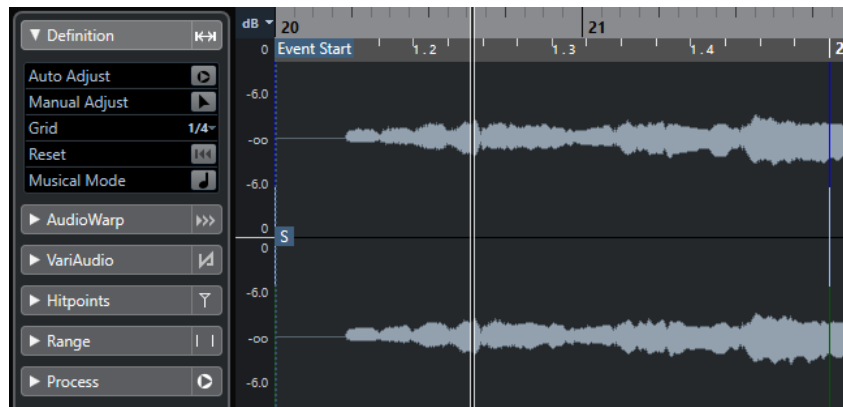 Definition
Auto Adjust
Manual Adjust
Grid 1/4
Reset
Musical Mode
AudioWarp
VariAudio
Hitpoints
Range
Process
dB 20 21
0 Event Start 1.2 1.3 1.4 2
-6.0
-oo
-6.0
0
S
0
-6.0
-oo
-6.0